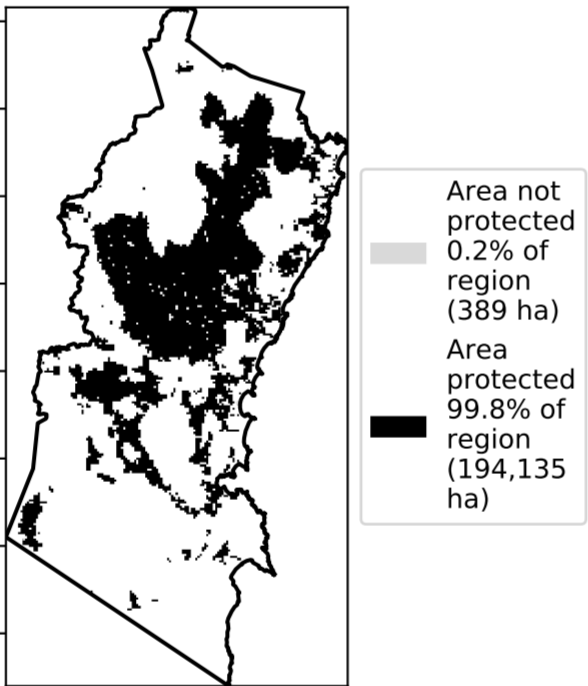 Area not
protected
0.2% of
region
(389 ha)
Area
protected
99.8% of
region
(194,135
ha)